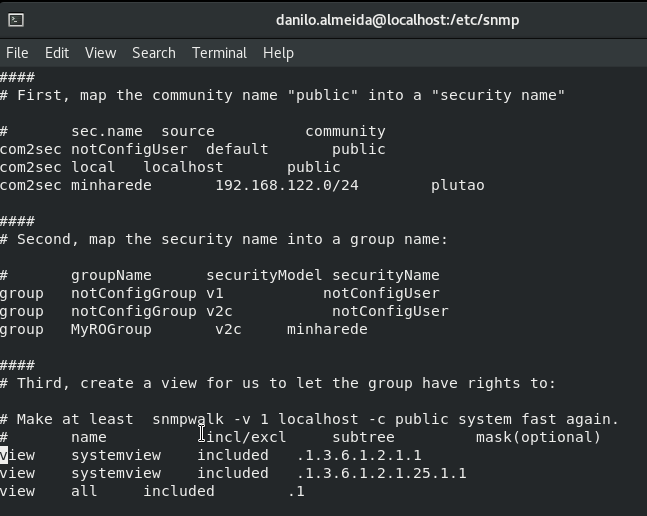 danilo.almeida@localhost:/etc/snmp
File Edit View Search Terminal Help
####
# First, map the community name "public" into a "security name"
#       sec.name  source          community
com2sec notConfigUser  default       public
com2sec local   localhost       public
com2sec minharede       192.168.122.0/24        plutao
####
# Second, map the security name into a group name:
#       groupName      securityModel securityName
group   notConfigGroup v1           notConfigUser
group   notConfigGroup v2c           notConfigUser
group   MyROGroup       v2c     minharede
####
# Third, create a view for us to let the group have rights to:
# Make at least  snmpwalk -v 1 localhost -c public system fast again.
#       name           incl/excl     subtree         mask(optional)
view    systemview    included   .1.3.6.1.2.1.1
view    systemview    included   .1.3.6.1.2.1.25.1.1
view    all     included        .1